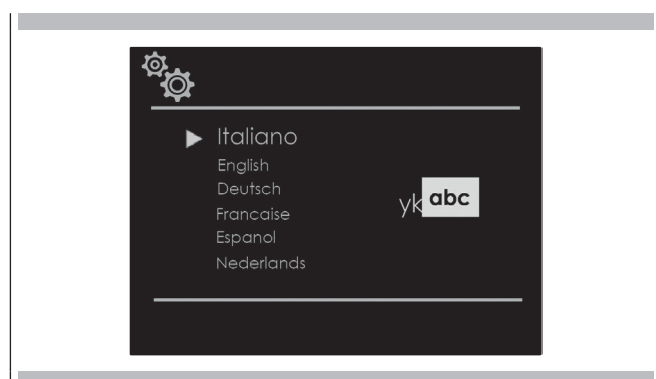 Italiano
English
Deutsch
Francaise
Espanol
Nederlands
yk abc